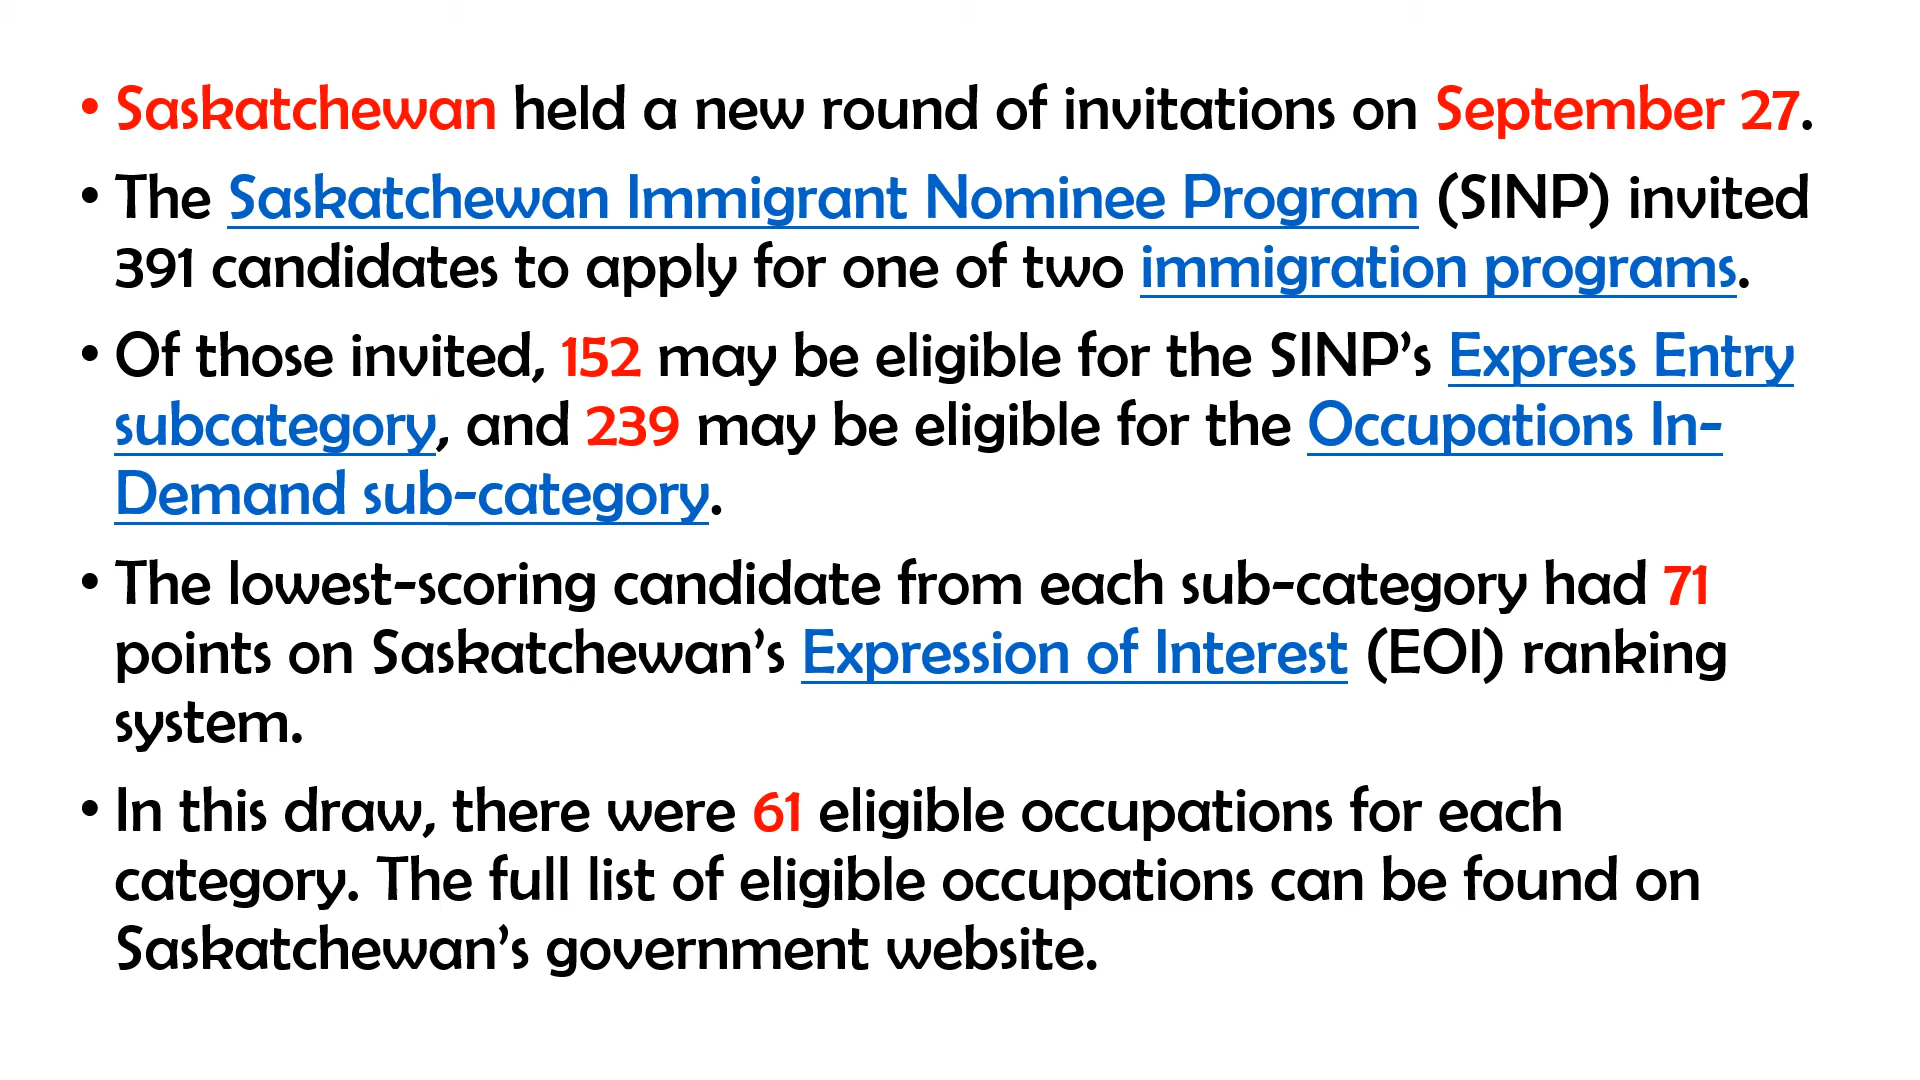 • Saskatchewan held a new round of invitations on September 27.
• The Saskatchewan Immigrant Nominee Program (SINP) invited
391 candidates to apply for one of two immigration programs.
• Of those invited, 152 may be eligible for the SINP’s Express Entry
subcategory, and 239 may be eligible for the Occupations In-
Demand sub-category.
• The lowest-scoring candidate from each sub-category had 71
points on Saskatchewan’s Expression of Interest (EOI) ranking
system.
• In this draw, there were 61 eligible occupations for each
category. The full list of eligible occupations can be found on
Saskatchewan’s government website.